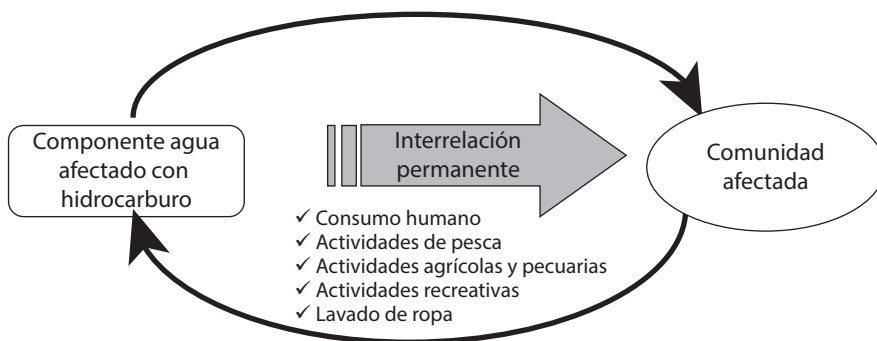 Componente agua
afectado con
hidrocarburo
Interrelación
permanente
Comunidad
afectada
✓ Consumo humano
✓ Actividades de pesca
✓ Actividades agrícolas y pecuarias
✓ Actividades recreativas
✓ Lavado de ropa